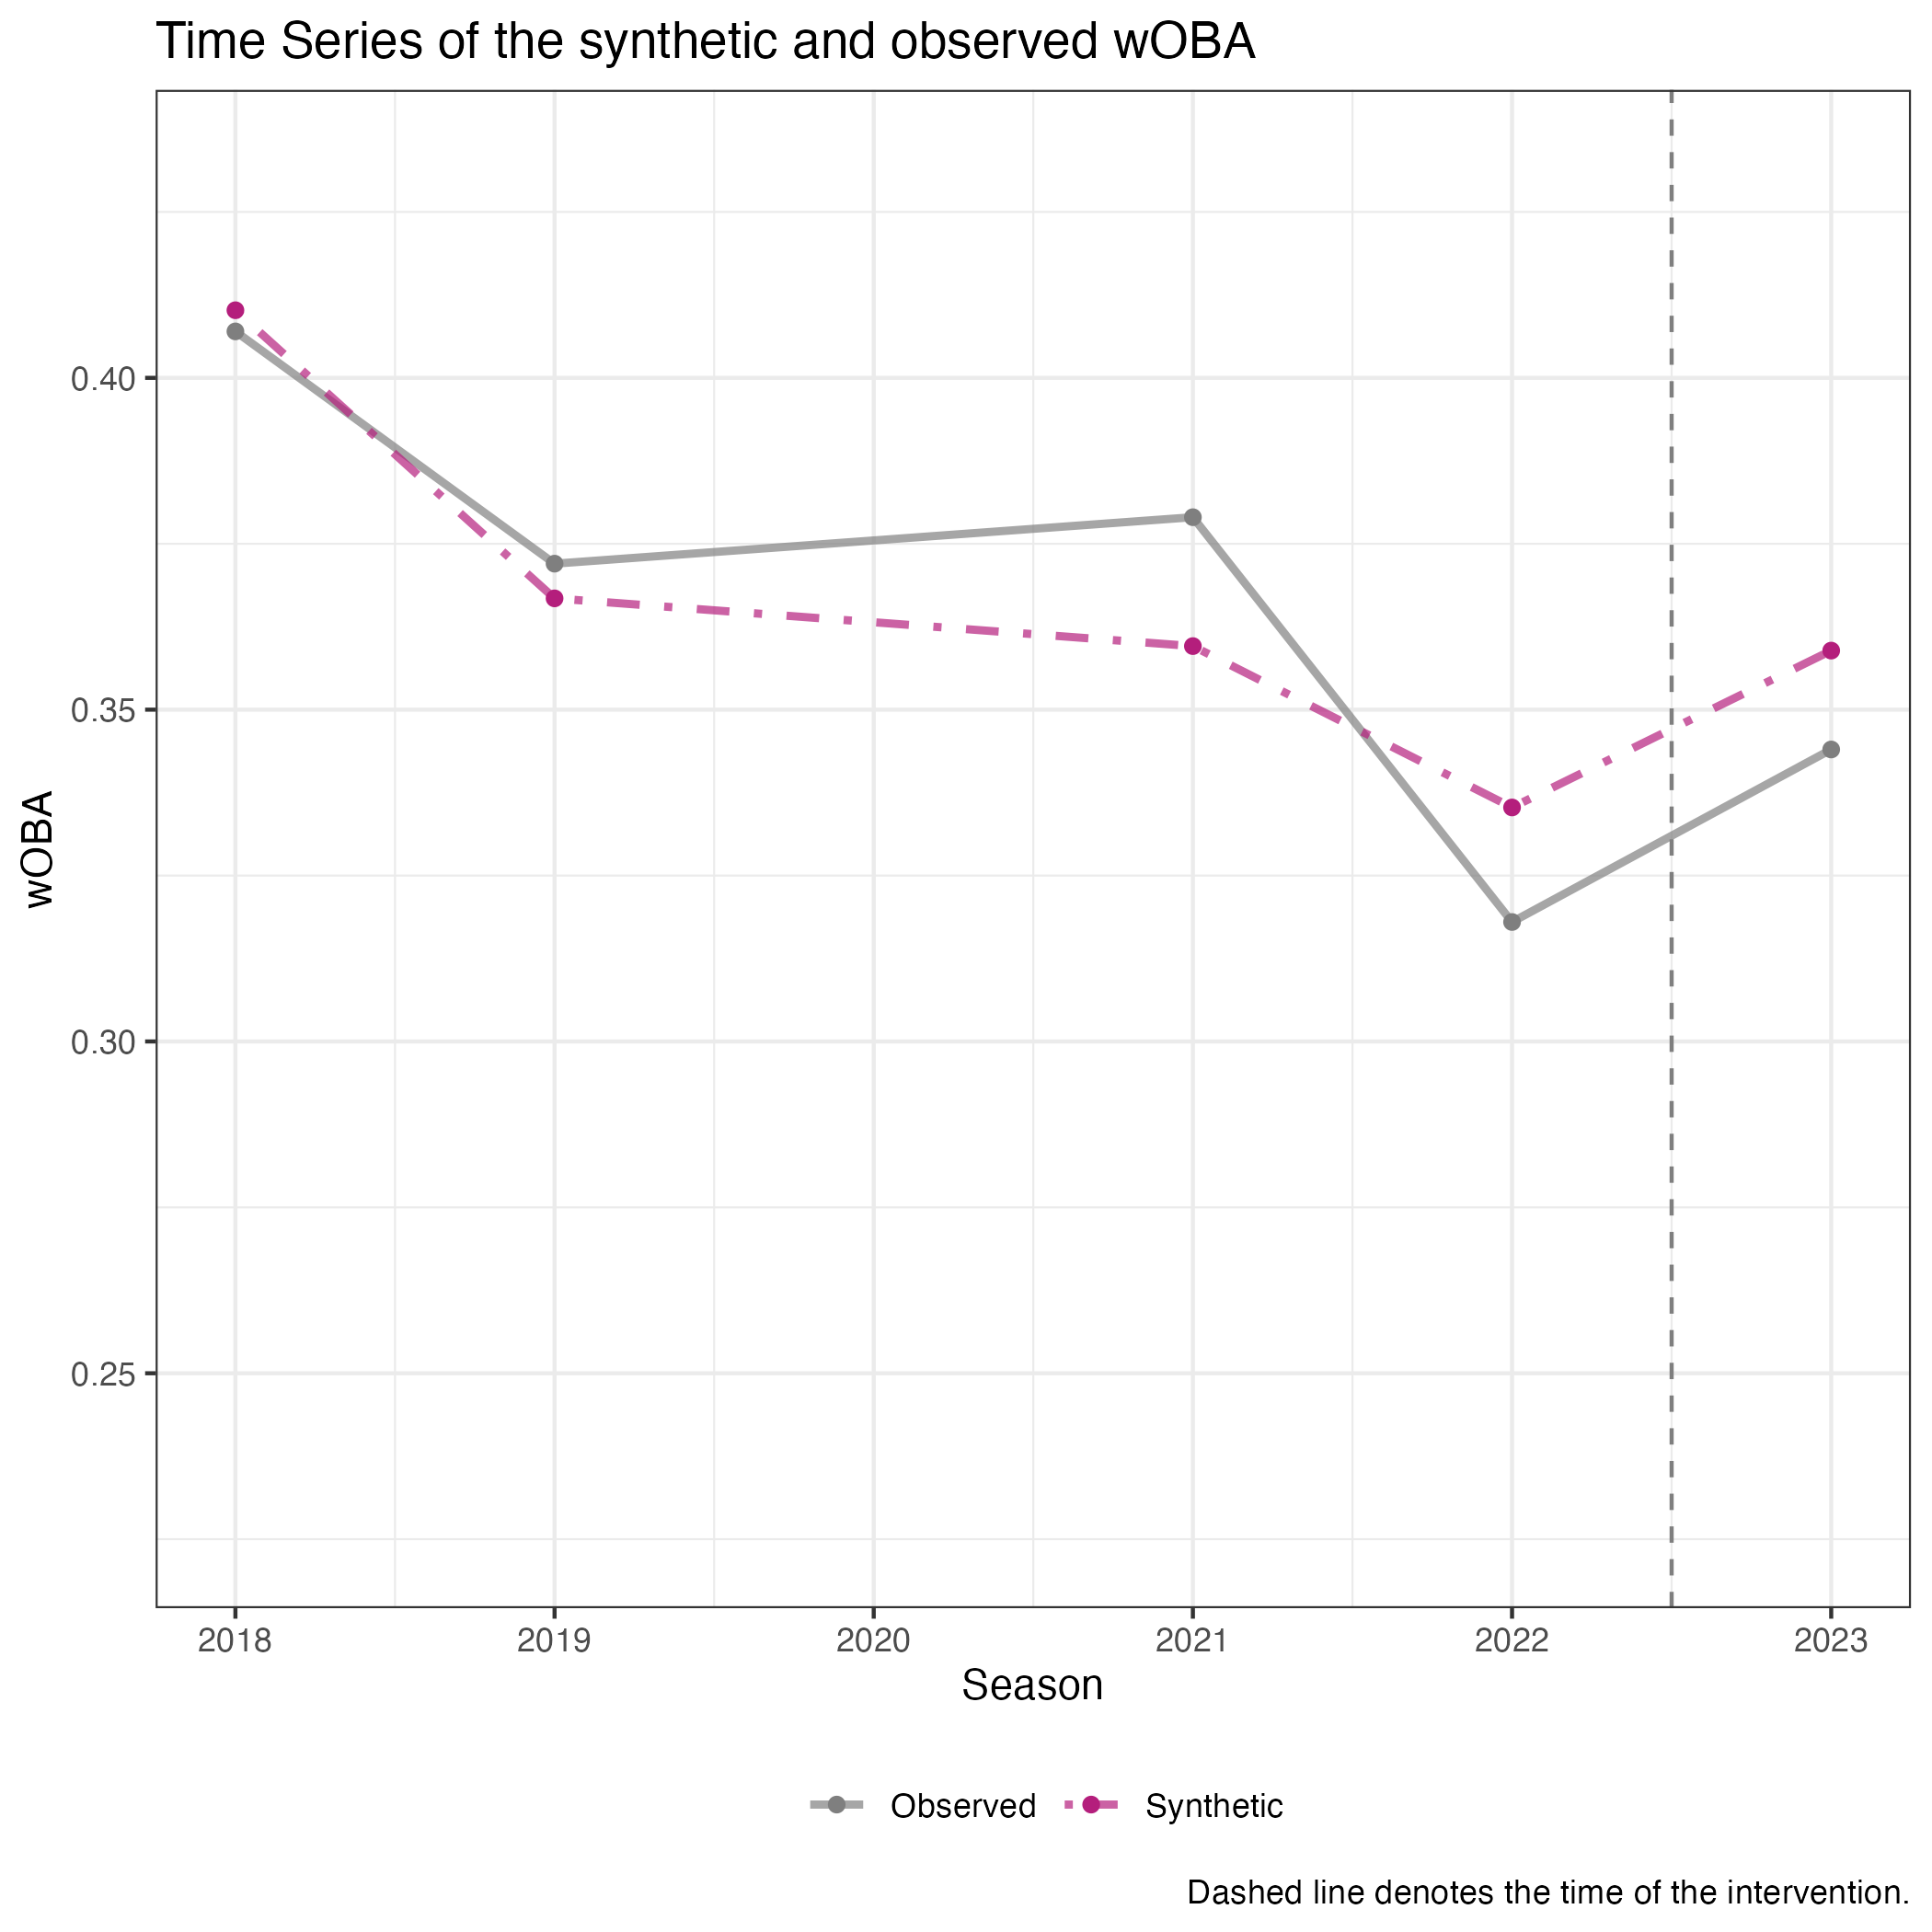 Time Series of the synthetic and observed wOBA
wOBA
0.40
0.35
0.30
0.25
2018 2019 2020 2021 2022 2023
Season
Observed Synthetic
Dashed line denotes the time of the intervention.